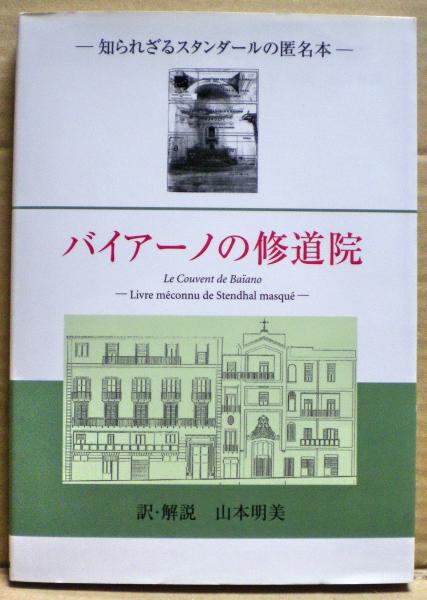 ―知られざるスタンダールの匿名本―
バイアーノの修道院
Le Couvent de Baïano
― Livre méconnu de Stendhal masqué ―
訳・解説　山本明美